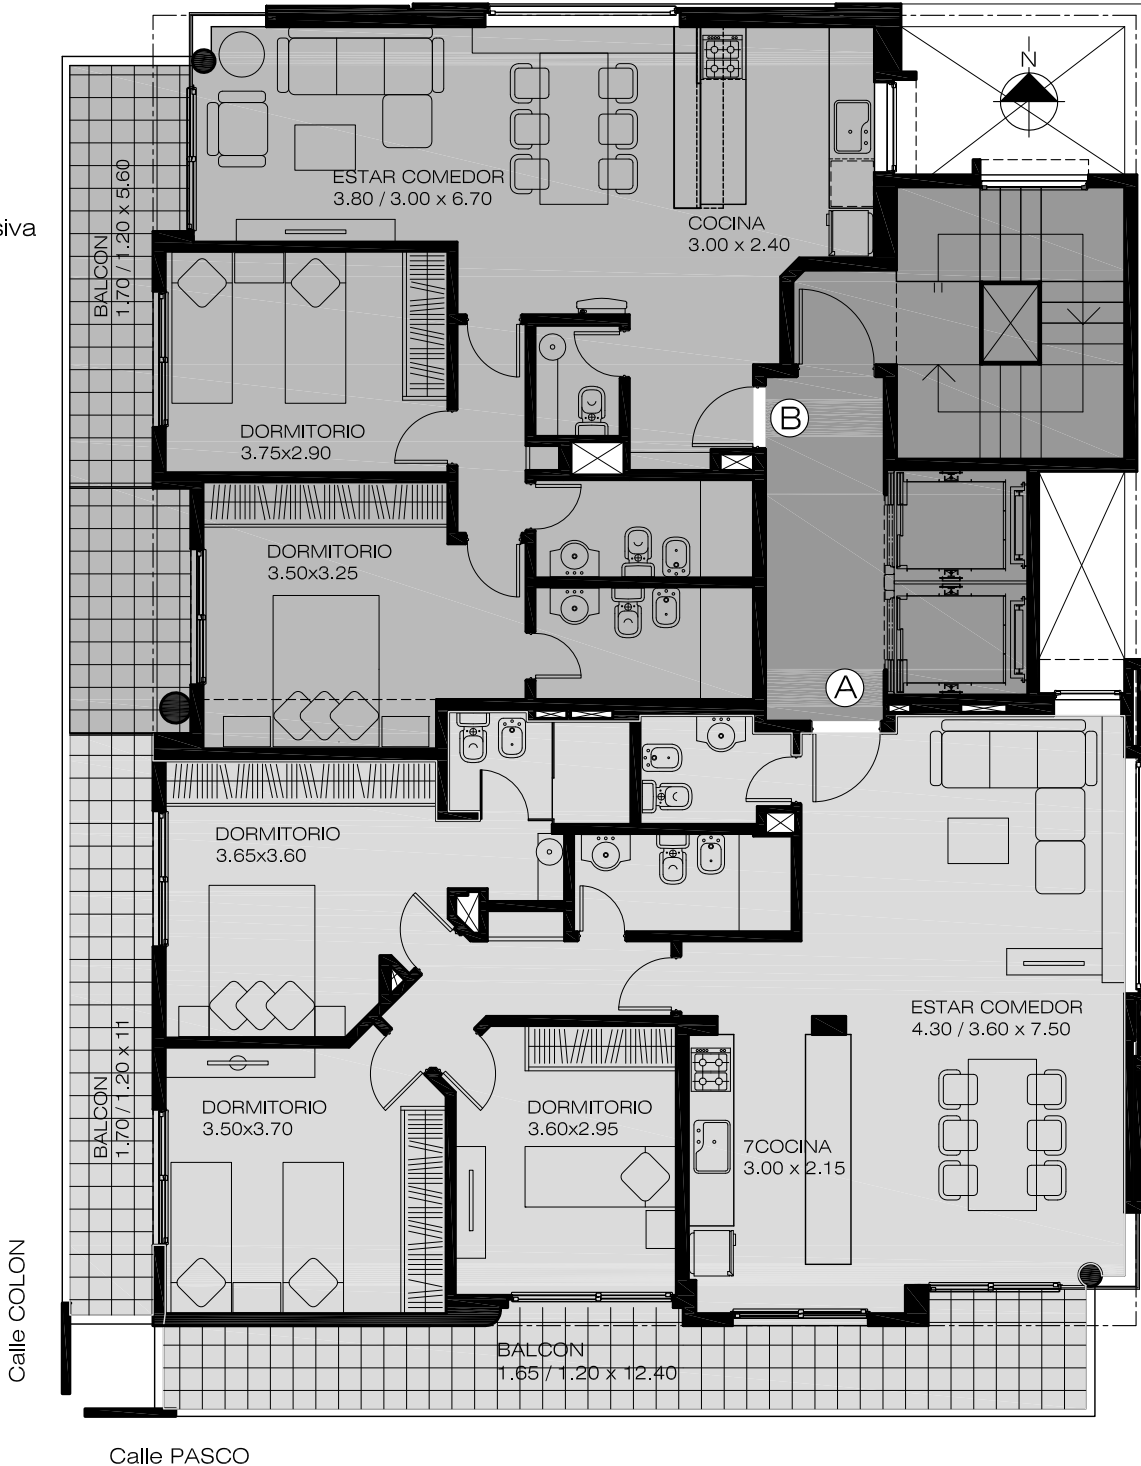 N
ESTAR COMEDOR
3.80 / 3.00 x 6.70
COCINA
3.00 x 2.40
siva
BALCON
1.70 / 1.20 x 5.60
DORMITORIO
3.75x2.90
B
DORMITORIO
3.50x3.25
A
DORMITORIO
3.65x3.60
ESTAR COMEDOR
4.30 / 3.60 x 7.50
BALCON
1.70 / 1.20 x 11
DORMITORIO
3.50x3.70
DORMITORIO
3.60x2.95
7COCINA
3.00 x 2.15
BALCON
1.65 / 1.20 x 12.40
Calle COLON
Calle PASCO